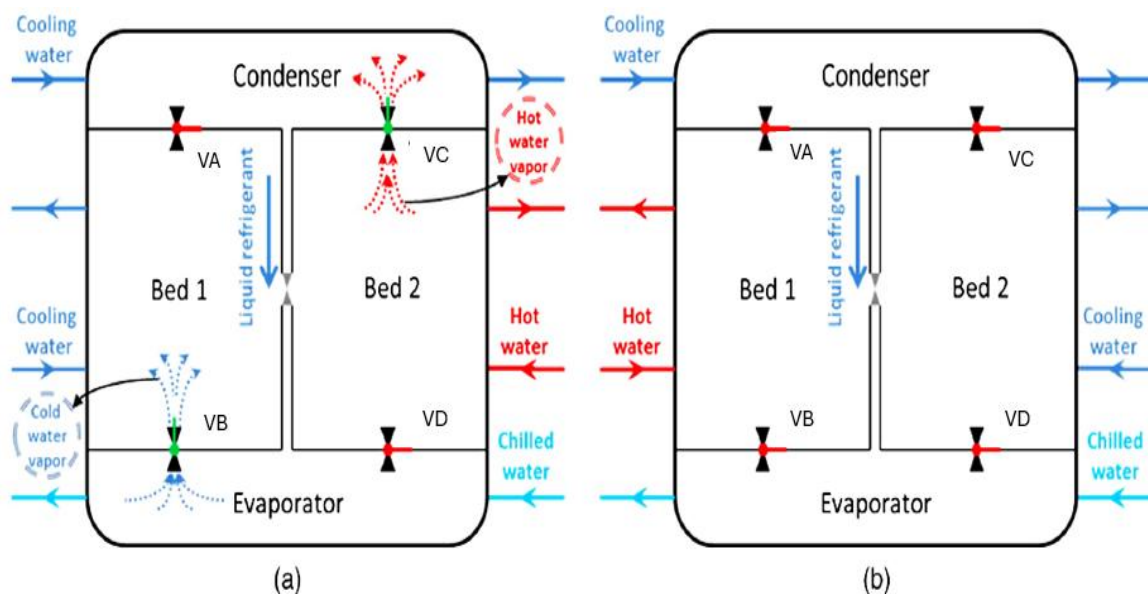 Cooling
water
Condenser
Hot
water
vapor
VA
VC
Liquid refrigerant
Bed 1
Bed 2
Cooling
water
Hot
water
Cold
water
vapor
VB
VD
Chilled
water
Evaporator
(a)
Cooling
water
Condenser
VA
VC
Liquid refrigerant
Bed 1
Bed 2
Hot
water
Cooling
water
VB
VD
Chilled
water
Evaporator
(b)